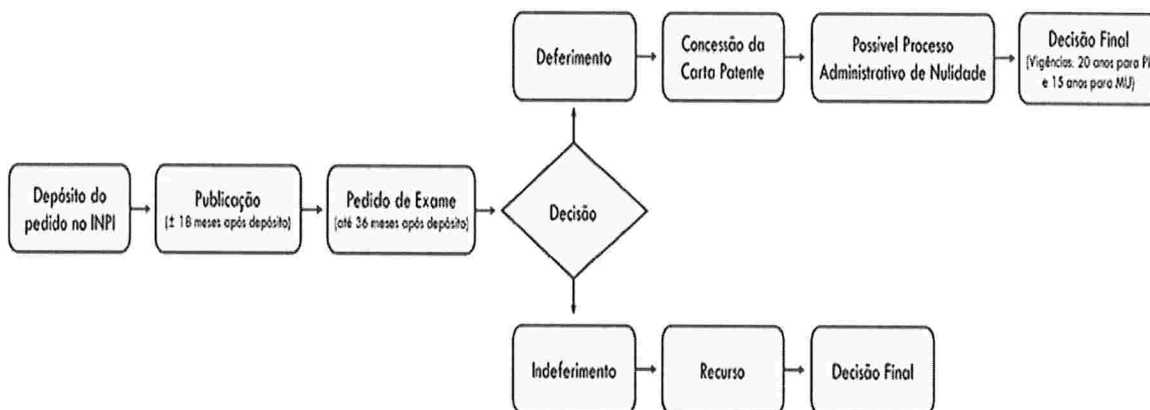 Deferimento
Concessão da
Carta Patente
Possivel Processo
Administrativo de Nulidade
Decisão Final
(Vigências: 20 anos para PI
e 15 anos para MU)
Depósito do
pedido no INPI
Publicação
(± 18 meses após depósito)
Pedido de Exame
(até 36 meses após depósito)
Decisão
Indeferimento
Recurso
Decisão Final